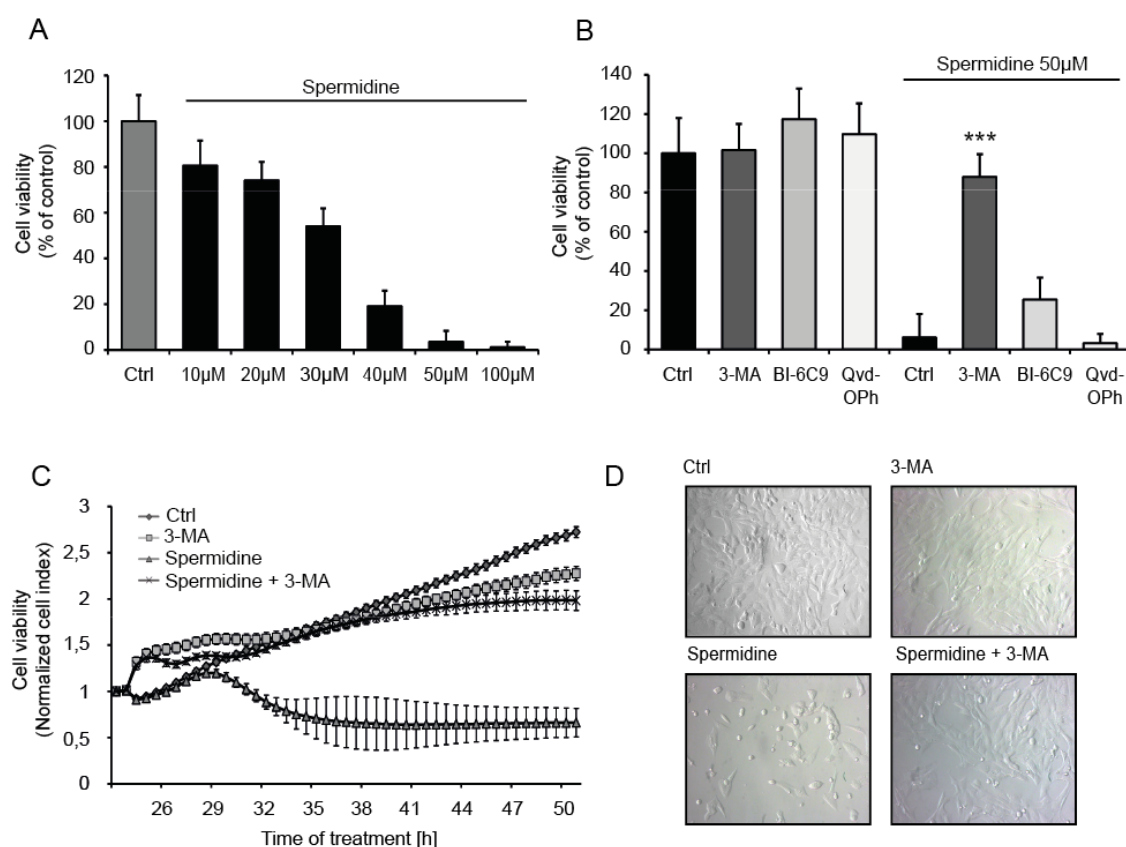 A
Cell viability
(% of control)
120
100
80
60
40
20
0
Spermidine
Ctrl 10µM 20µM 30µM 40µM 50µM 100µM
B
Cell viability
(% of control)
140
120
100
80
60
40
20
0
Spermidine 50µM
***
Ctrl 3-MA BI-6C9 Qvd- Ctrl 3-MA BI-6C9 Qvd-
OPh OPh
C
Cell viability
(Normalized cell index)
3
2,5
2
1,5
1
0,5
0
Ctrl
3-MA
Spermidine
Spermidine + 3-MA
26 29 32 35 38 41 44 47 50
Time of treatment [h]
D
Ctrl 3-MA
Spermidine Spermidine + 3-MA